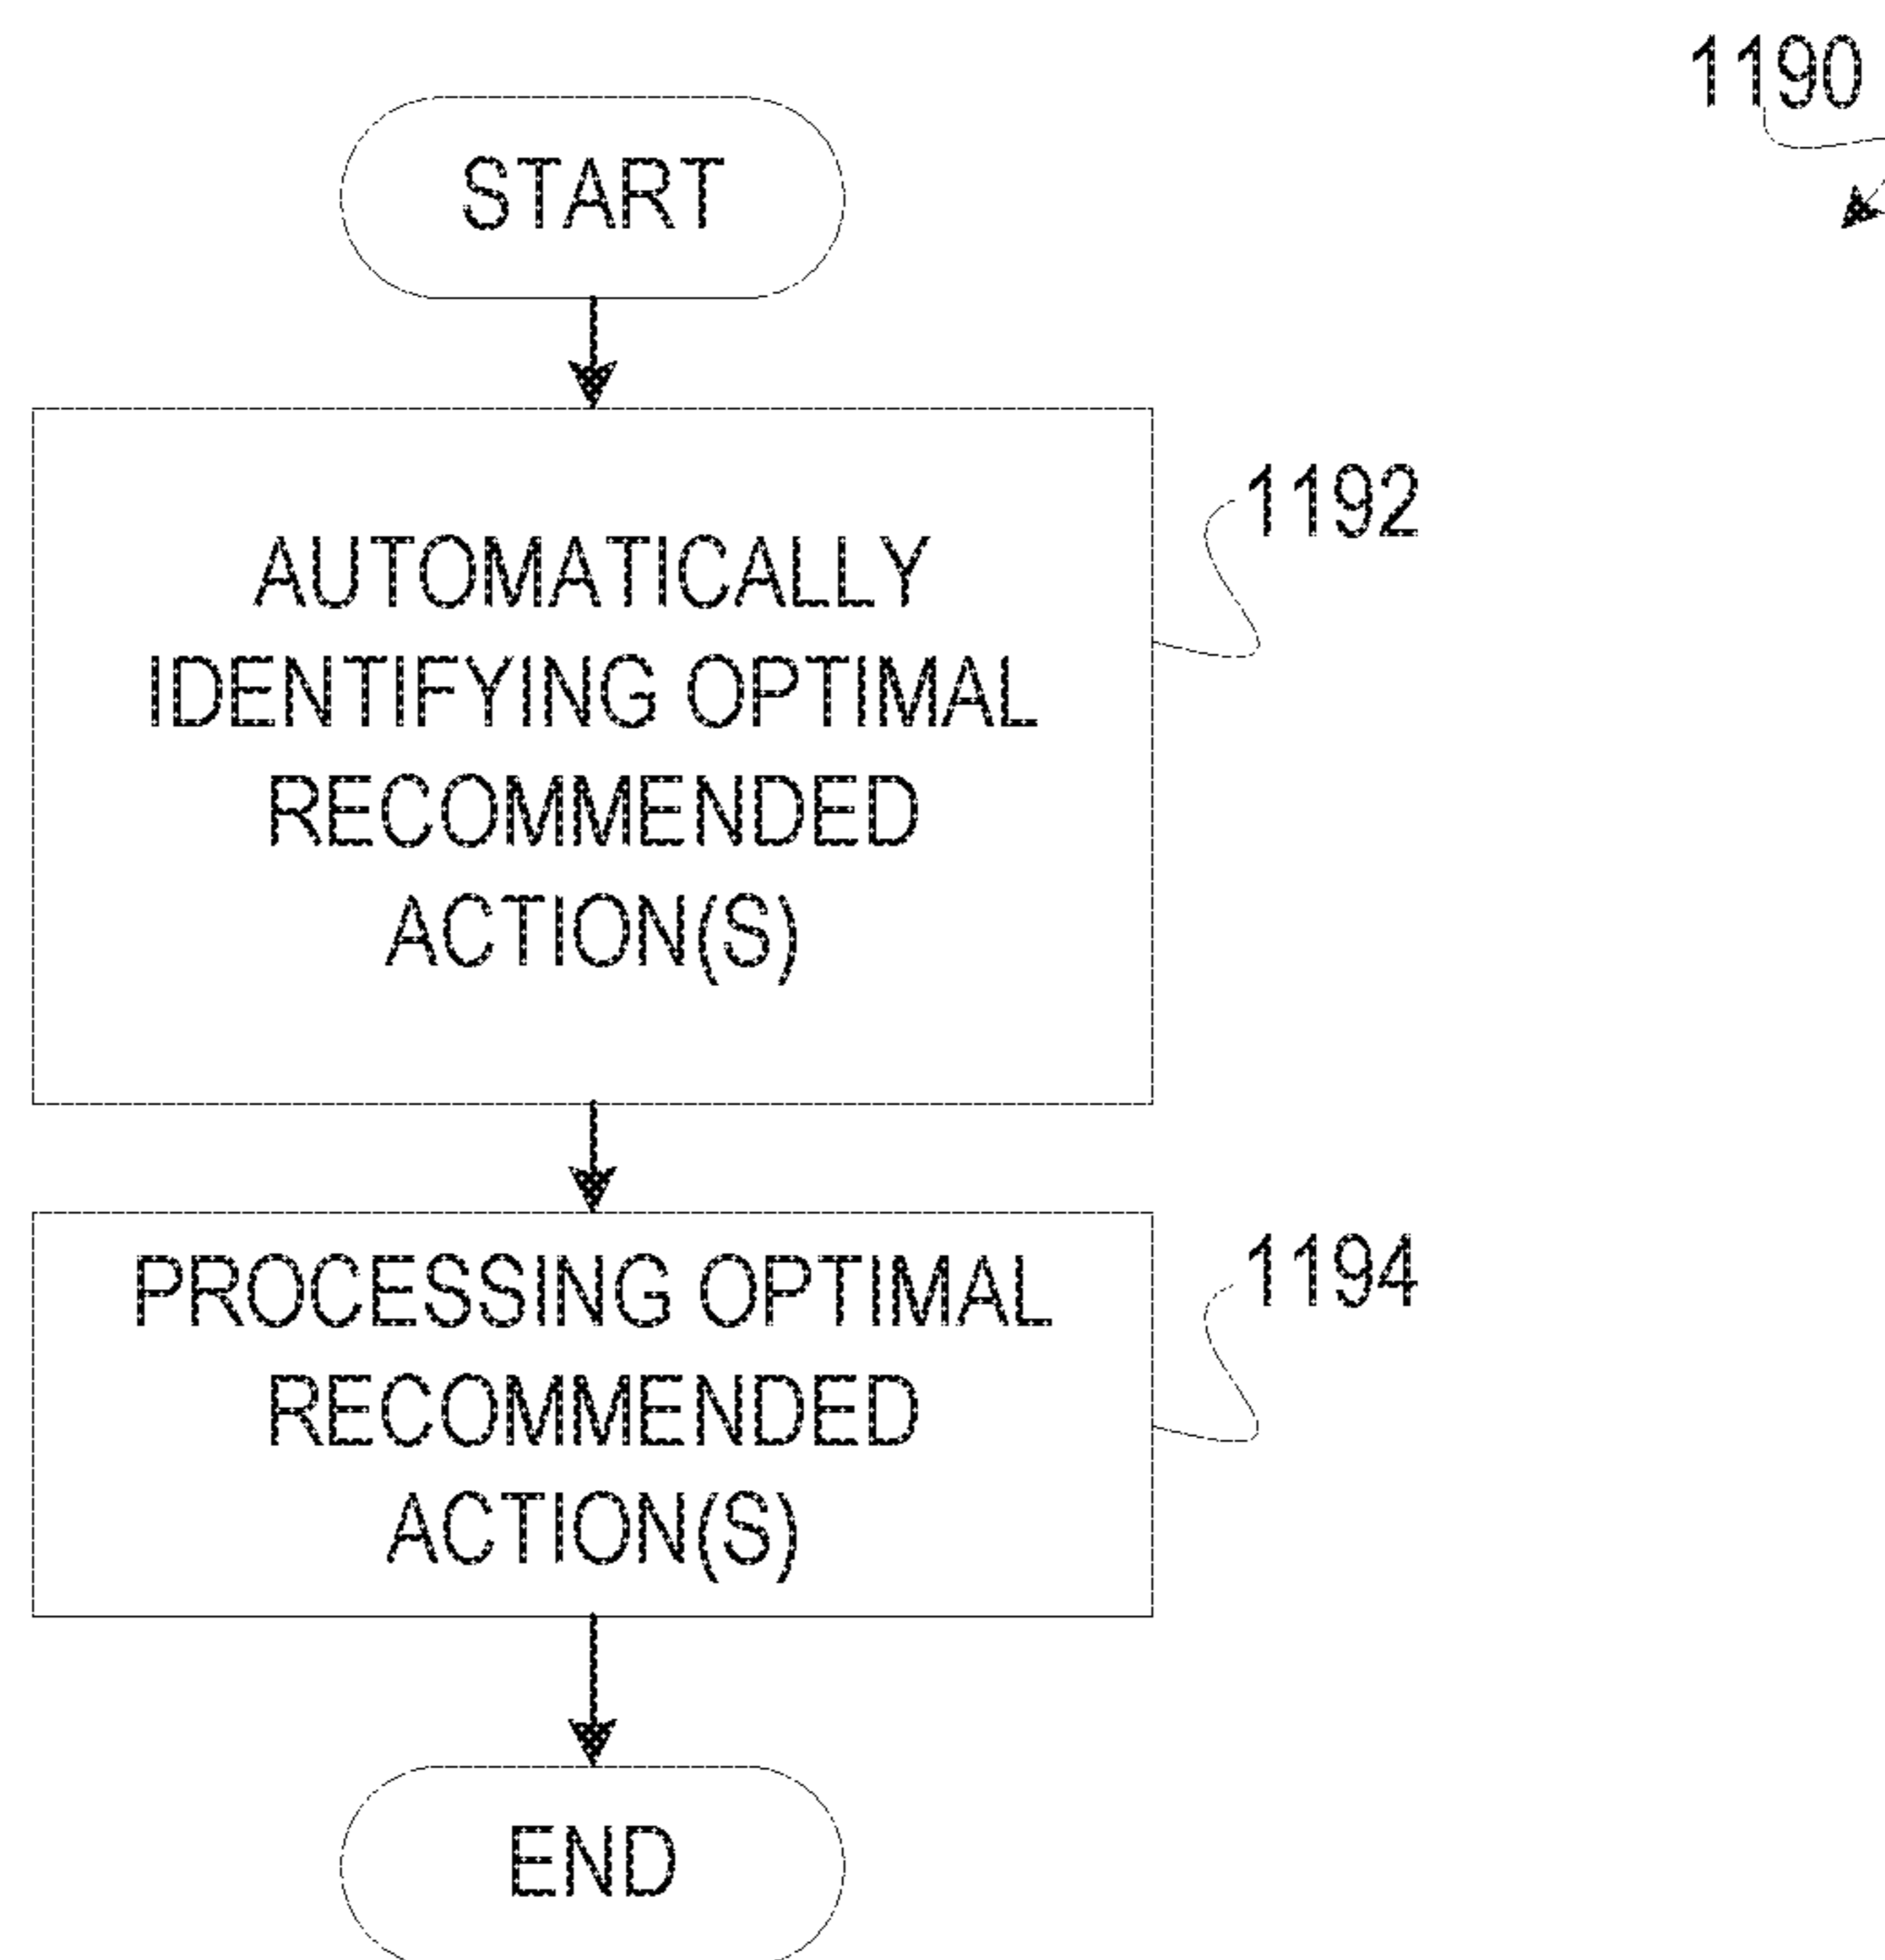 1190
START
AUTOMATICALLY
IDENTIFYING OPTIMAL
RECOMMENDED
ACTION(S)
1192
PROCESSING OPTIMAL
RECOMMENDED
ACTION(S)
1194
END